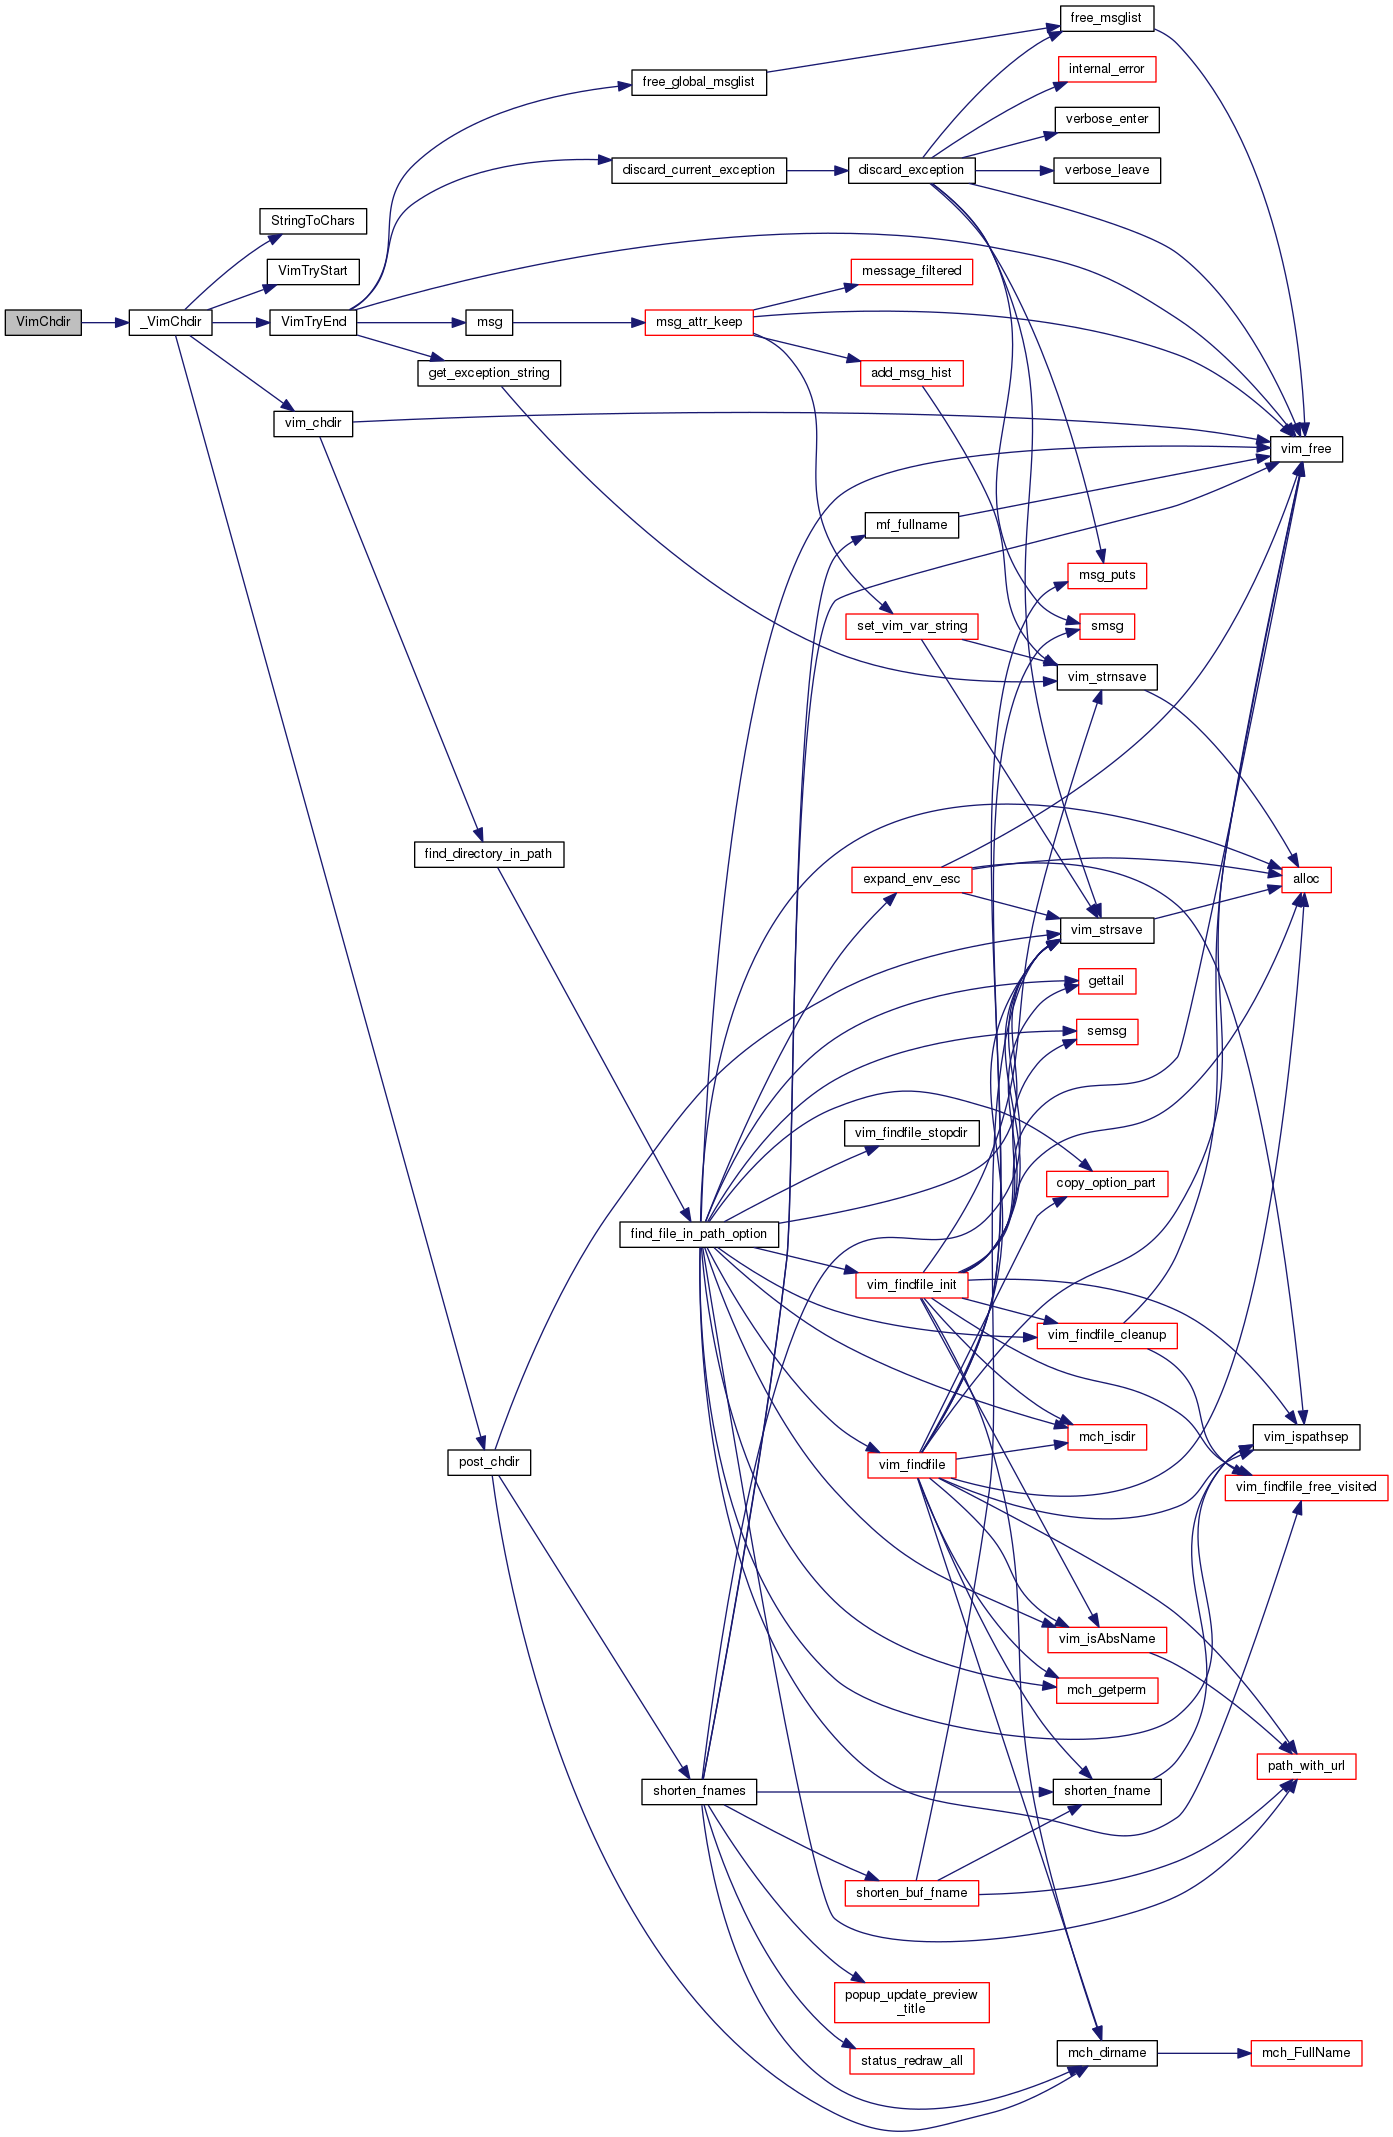 free_msglist
internal_error
free_global_msglist
verbose_enter
discard_current_exception
discard_exception
verbose_leave
StringToChars
VimTryStart
message_filtered
VimChdir
_VimChdir
VimTryEnd
msg
msg_attr_keep
get_exception_string
add_msg_hist
vim_chdir
vim_free
mf_fullname
msg_puts
set_vim_var_string
smsg
vim_strnsave
find_directory_in_path
expand_env_esc
alloc
vim_strsave
gettail
semsg
vim_findfile_stopdir
copy_option_part
find_file_in_path_option
vim_findfile_init
vim_findfile_cleanup
mch_isdir
vim_ispathsep
post_chdir
vim_findfile
vim_findfile_free_visited
vim_isAbsName
mch_getperm
path_with_url
shorten_fnames
shorten_fname
shorten_buf_fname
popup_update_preview
_title
status_redraw_all
mch_dirname
mch_FullName